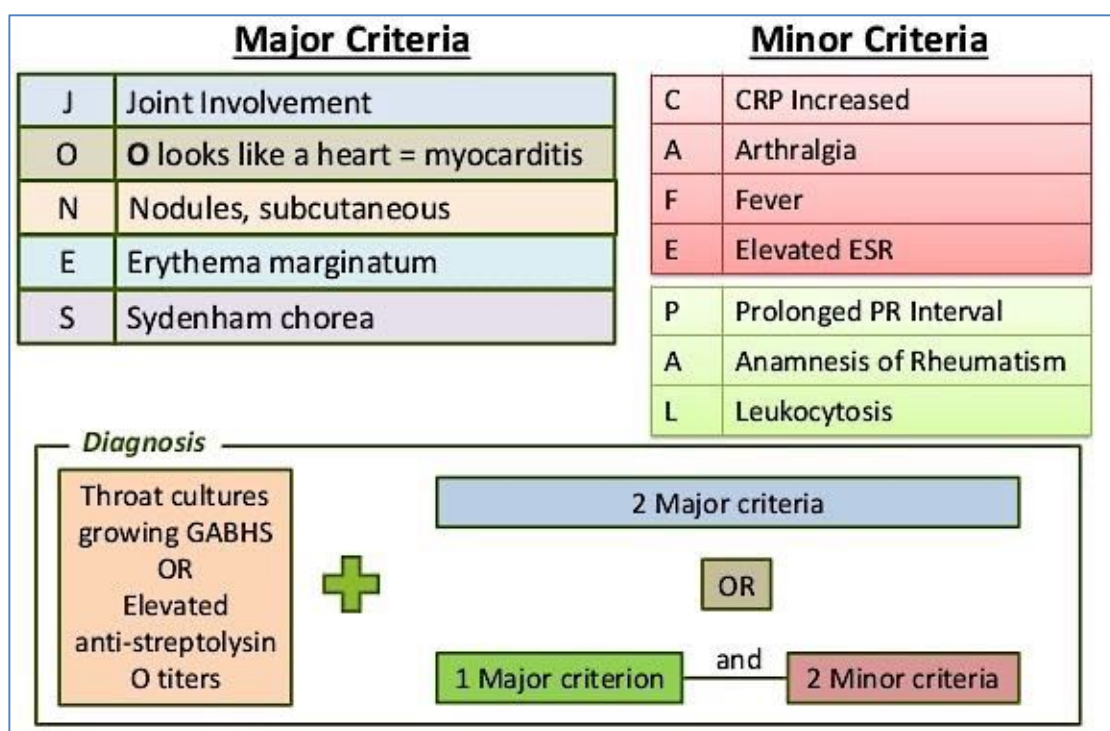 Major Criteria
J Joint Involvement
O O looks like a heart = myocarditis
N Nodules, subcutaneous
E Erythema marginatum
S Sydenham chorea
Minor Criteria
C CRP Increased
A Arthralgia
F Fever
E Elevated ESR
P Prolonged PR Interval
A Anamnesis of Rheumatism
L Leukocytosis
Diagnosis
Throat cultures
growing GABHS
OR
Elevated
anti-streptolysin
O titers
2 Major criteria
OR
1 Major criterion and 2 Minor criteria